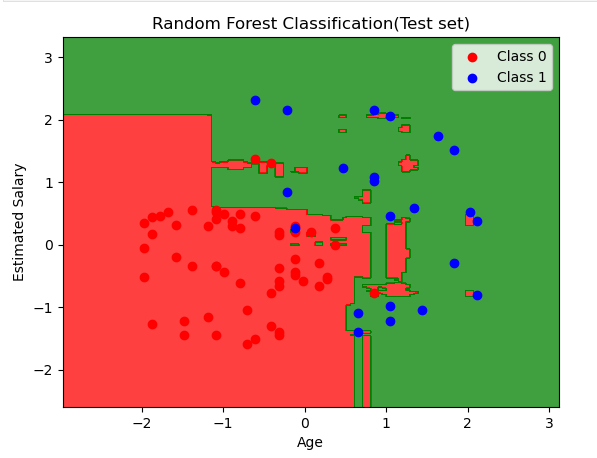 Random Forest Classification(Test set)
Class 0
Class 1
3
2
1
0
−1
−2
Estimated Salary
−2 −1 0 1 2 3
Age